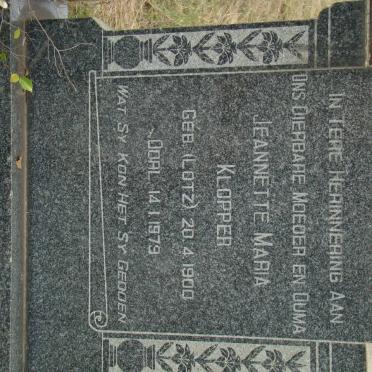 IN TERE HERINNERING AAN
ONS DIERBARE MOEDER EN OUMA
JEANNETTE MARIA
KLOPPER
GEB. (LOTZ) 20.4.1900
OORL. 14.1.1979
WAT SY KON HET SY GEDOEN